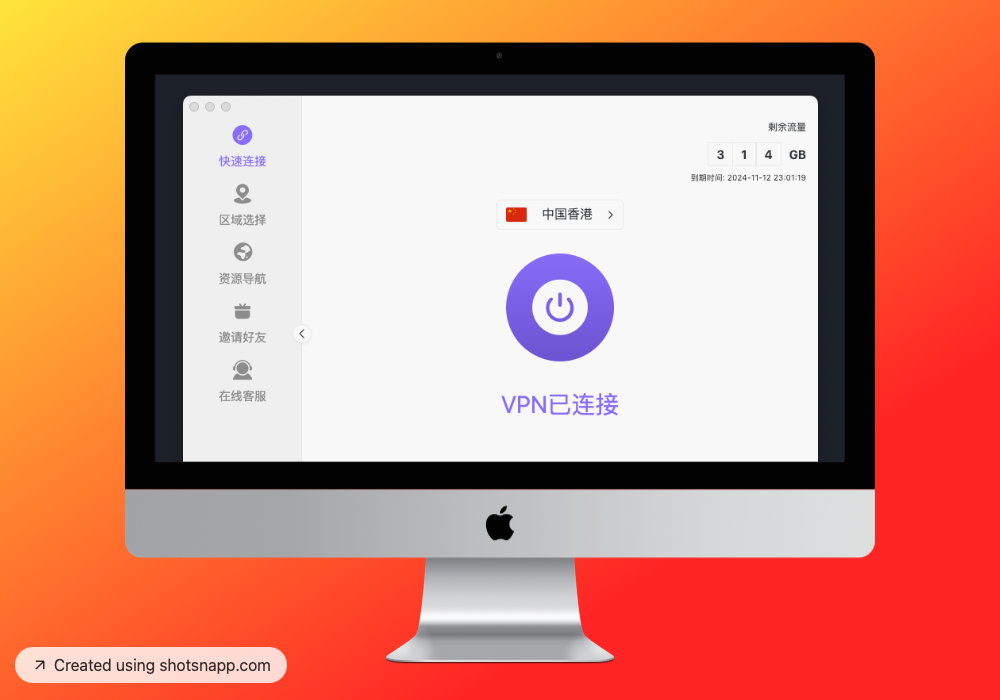 快速连接
区域选择
资源导航
邀请好友
在线客服
剩余流量
3 1 4 GB
到期时间: 2024-11-12 23:01:19
中国香港
VPN已连接
Created using shotsnapp.com